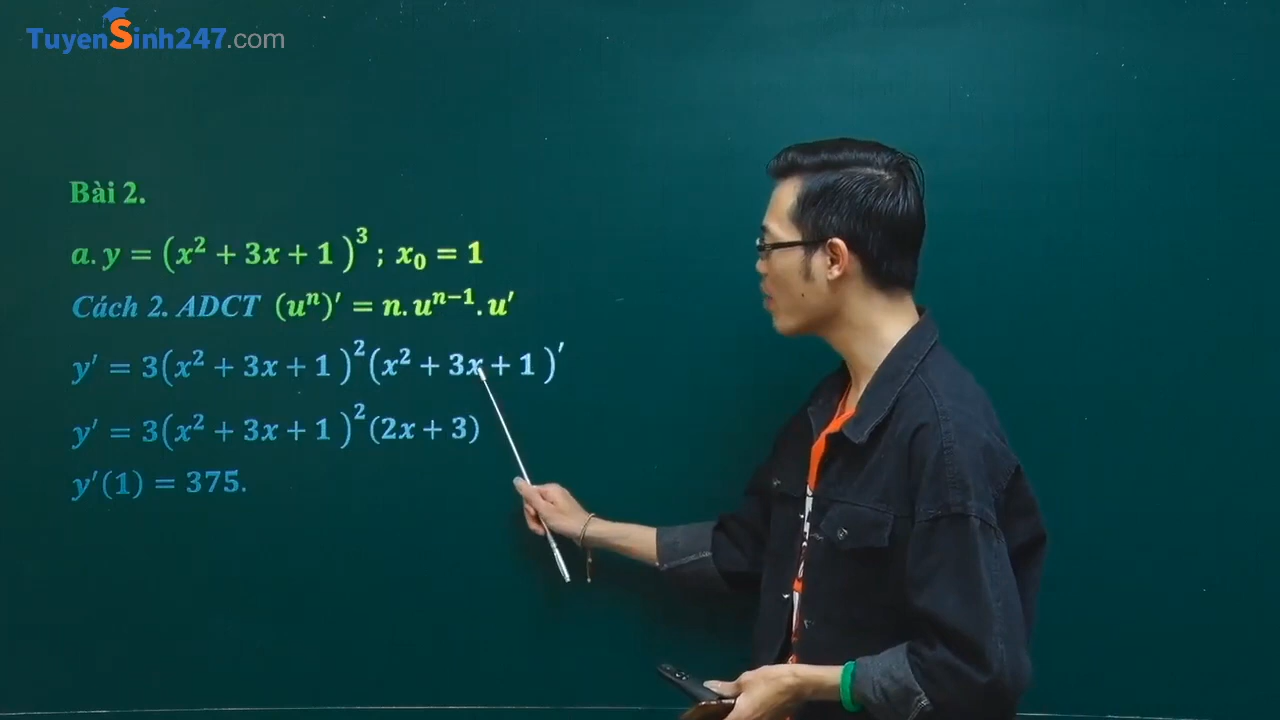 TuyenSinh247.com
Bài 2.
a. y = (x² + 3x + 1)³ ; x₀ = 1
Cách 2. ADCT (uⁿ)′ = n.uⁿ⁻¹.u′
y′ = 3(x² + 3x + 1)²(x² + 3x + 1)′
y′ = 3(x² + 3x + 1)²(2x + 3)
y′(1) = 375.